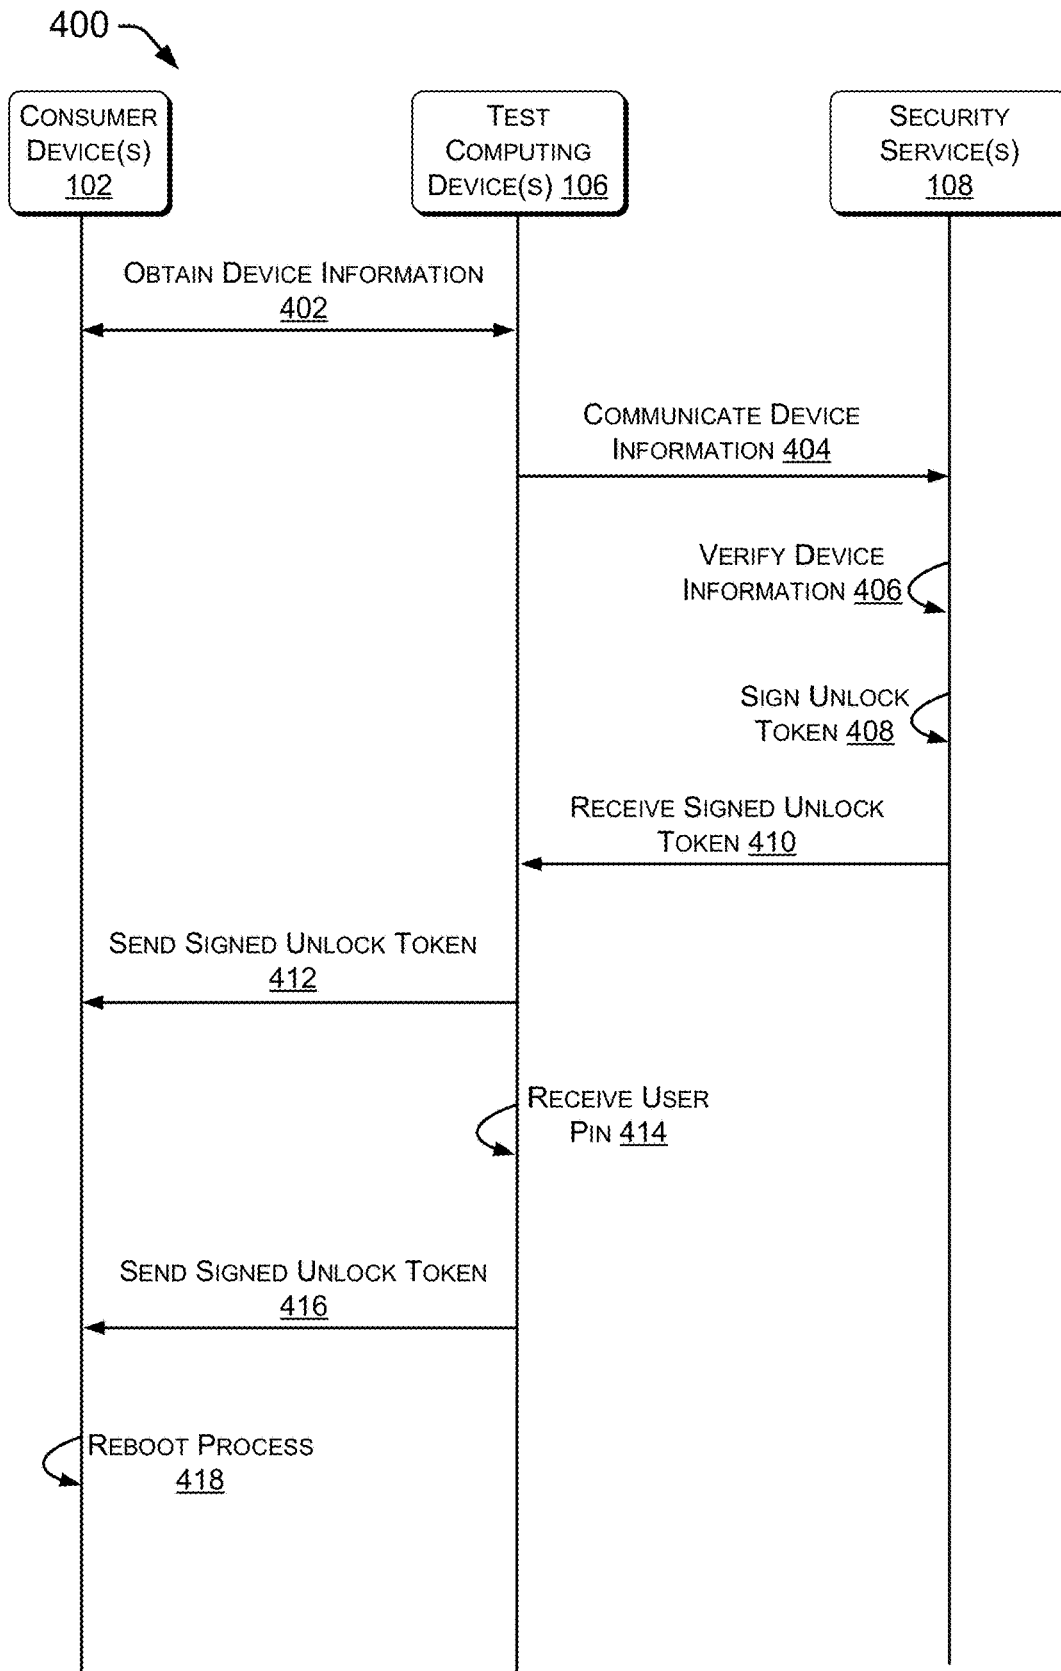 400
CONSUMER
DEVICE(S)
102
TEST
COMPUTING
DEVICE(S) 106
SECURITY
SERVICE(S)
108
OBTAIN DEVICE INFORMATION
402
COMMUNICATE DEVICE
INFORMATION 404
VERIFY DEVICE
INFORMATION 406
SIGN UNLOCK
TOKEN 408
RECEIVE SIGNED UNLOCK
TOKEN 410
SEND SIGNED UNLOCK TOKEN
412
RECEIVE USER
PIN 414
SEND SIGNED UNLOCK TOKEN
416
REBOOT PROCESS
418